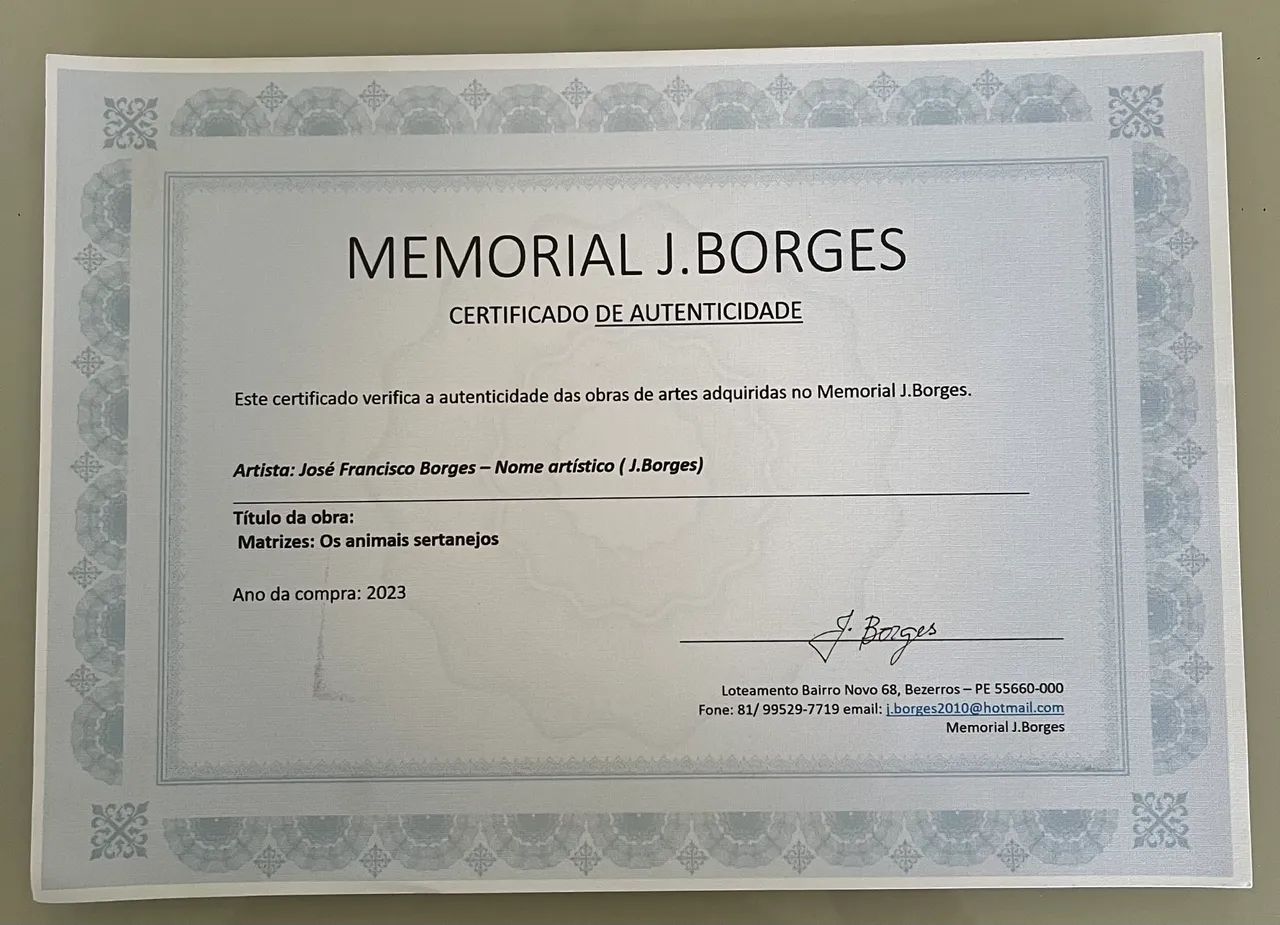 MEMORIAL J.BORGES
CERTIFICADO DE AUTENTICIDADE
Este certificado verifica a autenticidade das obras de artes adquiridas no Memorial J.Borges.
Artista: José Francisco Borges – Nome artístico ( J.Borges)
Título da obra:
Matrizes: Os animais sertanejos
Ano da compra: 2023
J. Borges
Loteamento Bairro Novo 68, Bezerros – PE 55660-000
Fone: 81/ 99529-7719 email: j.borges2010@hotmail.com
Memorial J.Borges